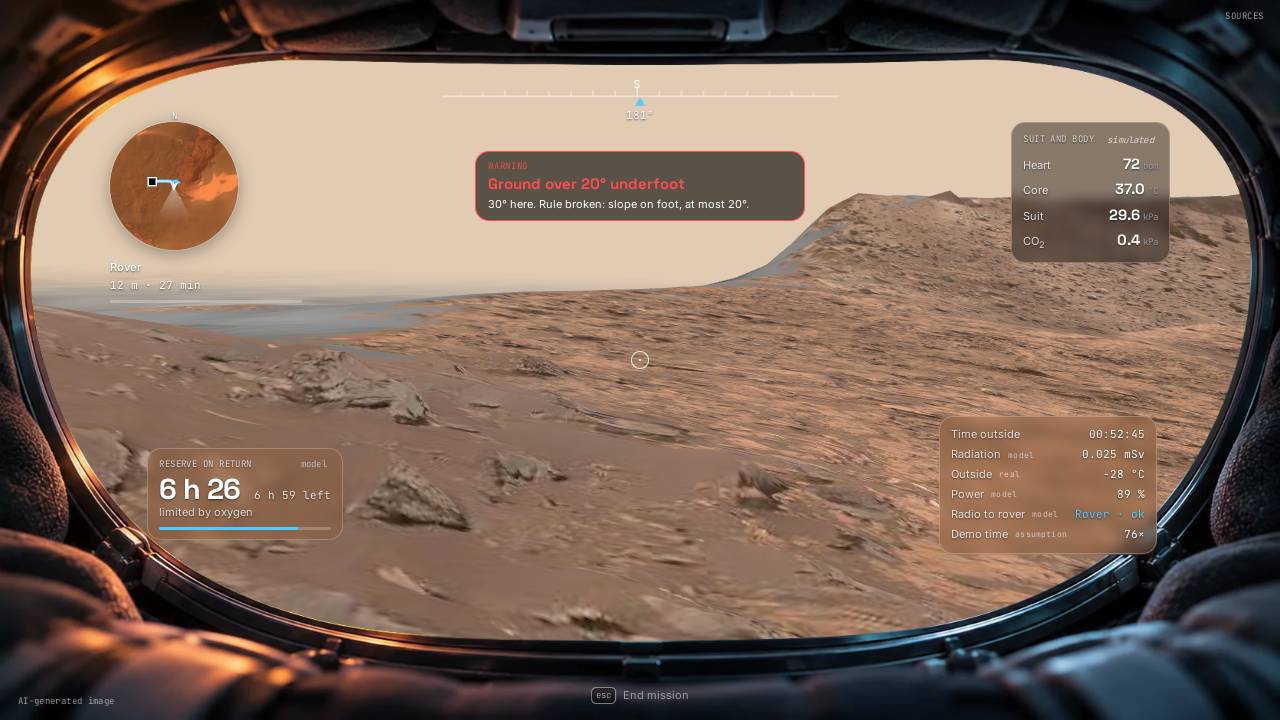 SOURCES
S
181°
N
Rover
12 m · 27 min
WARNING
Ground over 20° underfoot
30° here. Rule broken: slope on foot, at most 20°.
SUIT AND BODY simulated
Heart 72 bpm
Core 37.0 °C
Suit 29.6 kPa
CO2 0.4 kPa
RESERVE ON RETURN model
6 h 26 6 h 59 left
limited by oxygen
Time outside 00:52:45
Radiation model 0.025 mSv
Outside real -28 °C
Power model 89 %
Radio to rover model Rover · ok
Demo time assumption 76×
esc End mission
AI-generated image